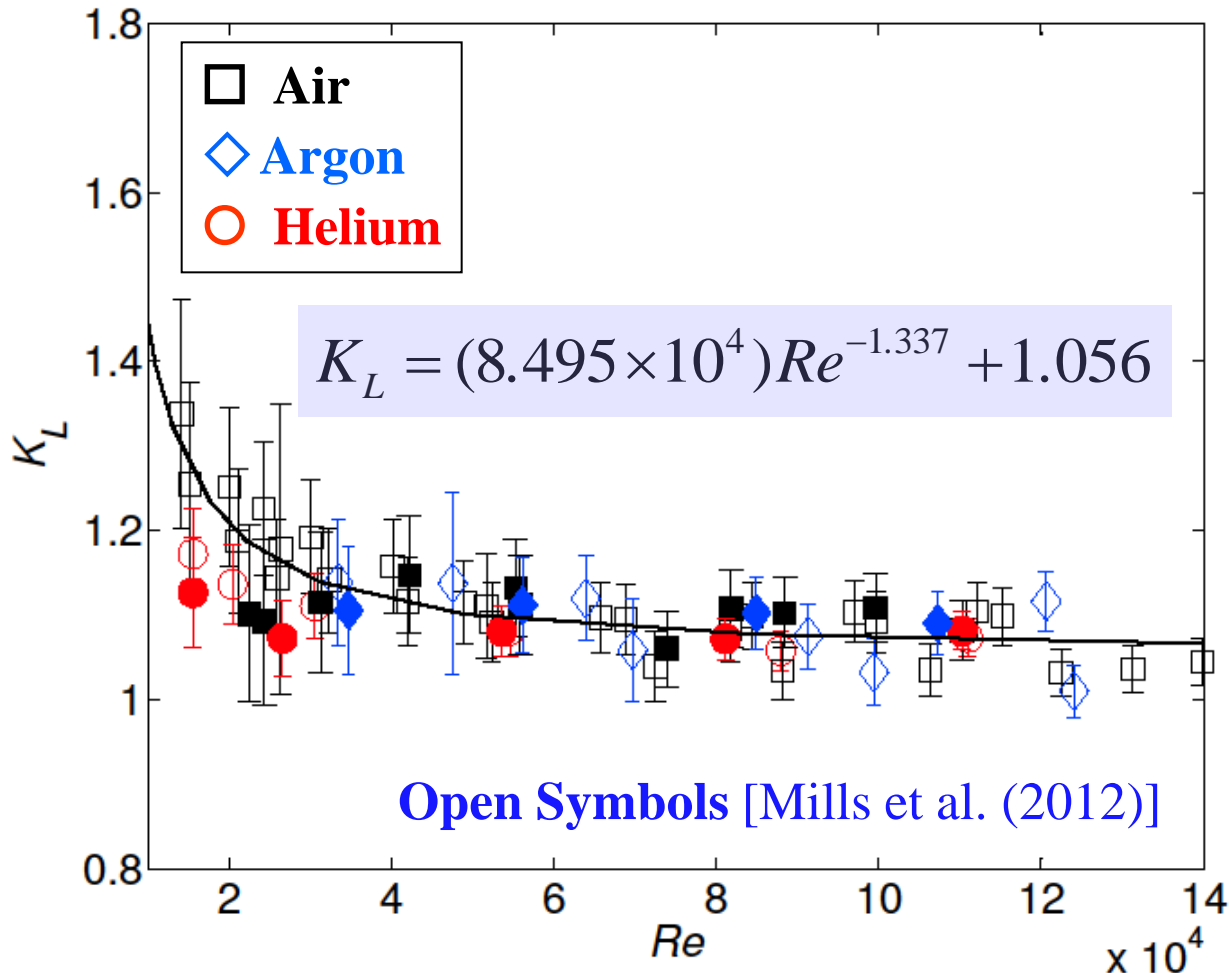 1.8
1.6
1.4
1.2
1
0.8
K_L
Air
Argon
Helium
K_L = (8.495×10^4)Re^{−1.337} +1.056
Open Symbols [Mills et al. (2012)]
2 4 6 8 10 12 14
Re
x 10^4